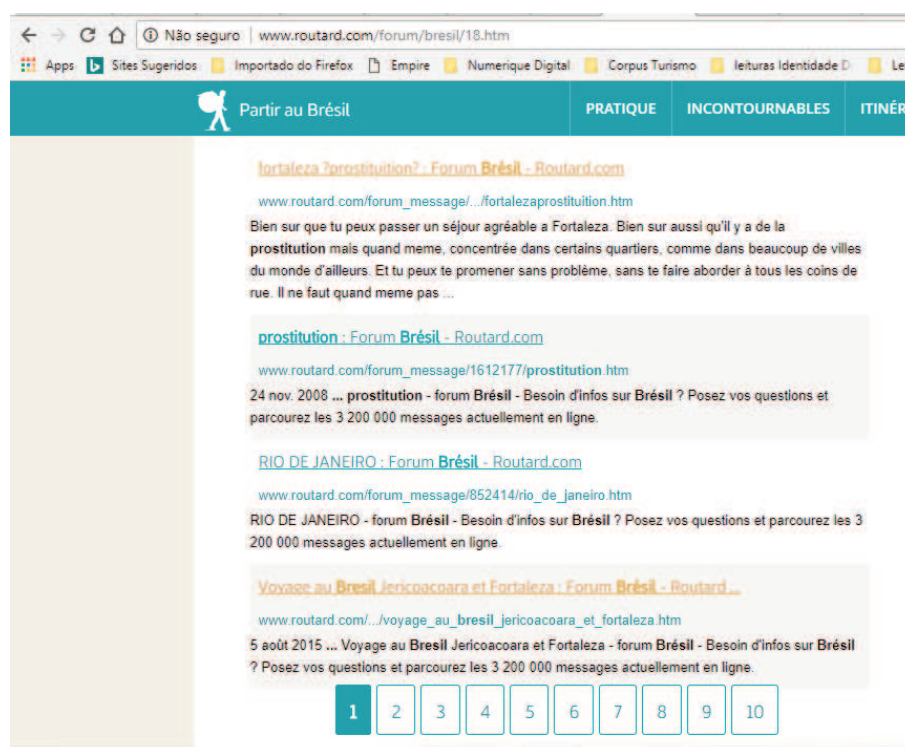 Não seguro | www.routard.com/forum/bresil/18.htm
Apps Sites Sugeridos Importado do Firefox Empire Numerique Digital Corpus Turismo leituras Identidade D Le
Partir au Brésil PRATIQUE INCONTOURNABLES ITINÉR
fortaleza ?prostituition? : Forum Brésil - Routard.com
www.routard.com/forum_message/.../fortalezaprostituition.htm
Bien sur que tu peux passer un séjour agréable a Fortaleza. Bien sur aussi qu'il y a de la
prostitution mais quand meme, concentrée dans certains quartiers, comme dans beaucoup de villes
du monde d'ailleurs. Et tu peux te promener sans problème, sans te faire aborder à tous les coins de
rue. Il ne faut quand meme pas ...
prostitution : Forum Brésil - Routard.com
www.routard.com/forum_message/1612177/prostitution.htm
24 nov. 2008 ... prostitution - forum Brésil - Besoin d'infos sur Brésil ? Posez vos questions et
parcourez les 3 200 000 messages actuellement en ligne.
RIO DE JANEIRO : Forum Brésil - Routard.com
www.routard.com/forum_message/852414/rio_de_janeiro.htm
RIO DE JANEIRO - forum Brésil - Besoin d'infos sur Brésil ? Posez vos questions et parcourez les 3
200 000 messages actuellement en ligne.
Voyage au Bresil Jericoacoara et Fortaleza : Forum Brésil - Routard ...
www.routard.com/.../voyage_au_bresil_jericoacoara_et_fortaleza.htm
5 août 2015 ... Voyage au Bresil Jericoacoara et Fortaleza - forum Brésil - Besoin d'infos sur Brésil
? Posez vos questions et parcourez les 3 200 000 messages actuellement en ligne.
1 2 3 4 5 6 7 8 9 10